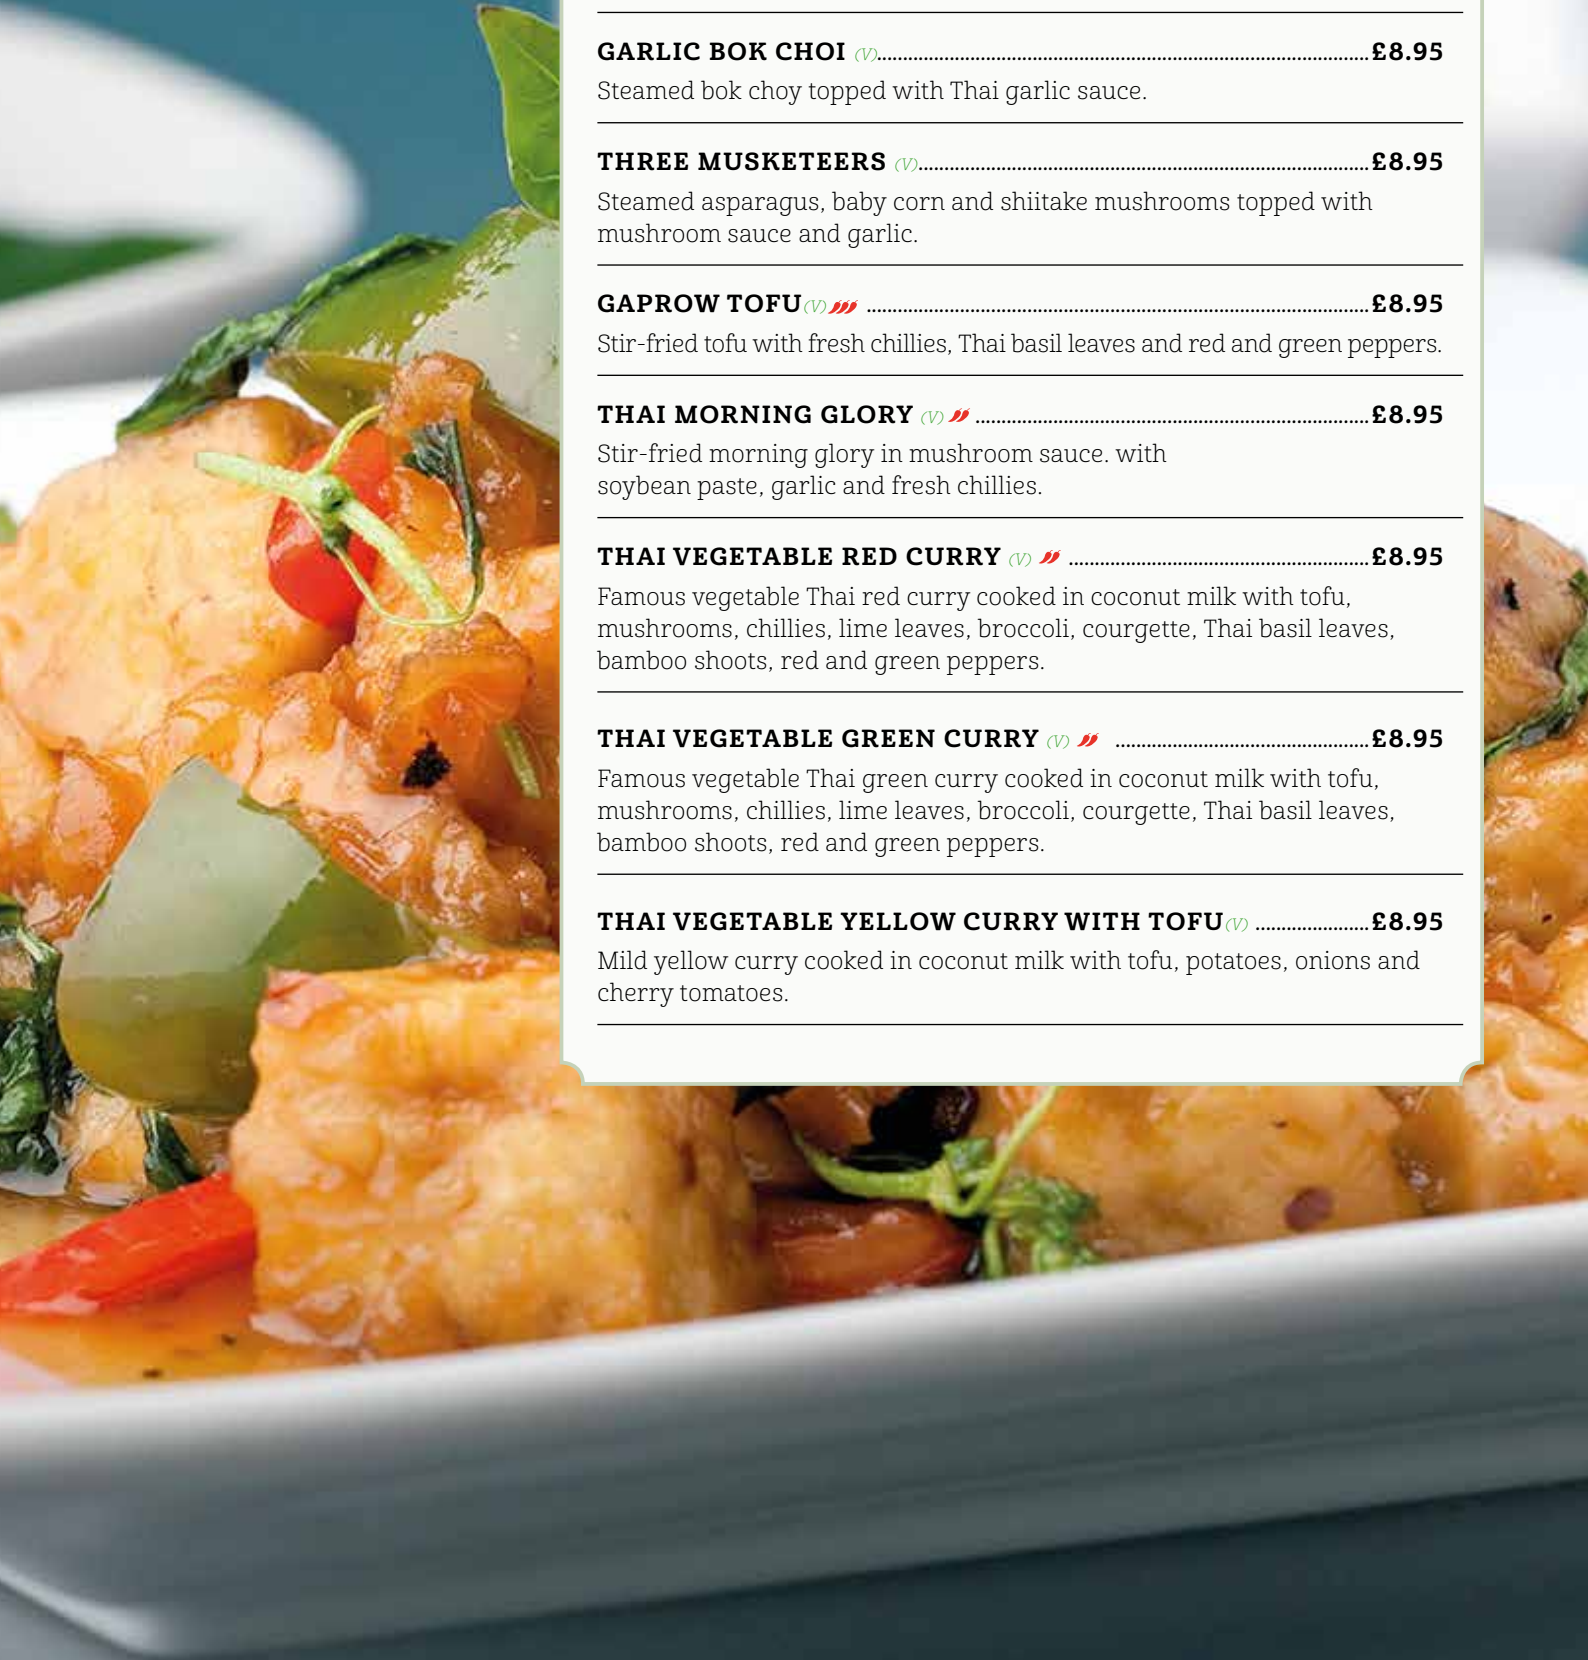 GARLIC BOK CHOI (V)....................£8.95
Steamed bok choy topped with Thai garlic sauce.
THREE MUSKETEERS (V)....................£8.95
Steamed asparagus, baby corn and shiitake mushrooms topped with
mushroom sauce and garlic.
GAPROW TOFU(V) ....................£8.95
Stir-fried tofu with fresh chillies, Thai basil leaves and red and green peppers.
THAI MORNING GLORY (V) ....................£8.95
Stir-fried morning glory in mushroom sauce. with
soybean paste, garlic and fresh chillies.
THAI VEGETABLE RED CURRY (V) ....................£8.95
Famous vegetable Thai red curry cooked in coconut milk with tofu,
mushrooms, chillies, lime leaves, broccoli, courgette, Thai basil leaves,
bamboo shoots, red and green peppers.
THAI VEGETABLE GREEN CURRY (V) ....................£8.95
Famous vegetable Thai green curry cooked in coconut milk with tofu,
mushrooms, chillies, lime leaves, broccoli, courgette, Thai basil leaves,
bamboo shoots, red and green peppers.
THAI VEGETABLE YELLOW CURRY WITH TOFU(V) ....................£8.95
Mild yellow curry cooked in coconut milk with tofu, potatoes, onions and
cherry tomatoes.